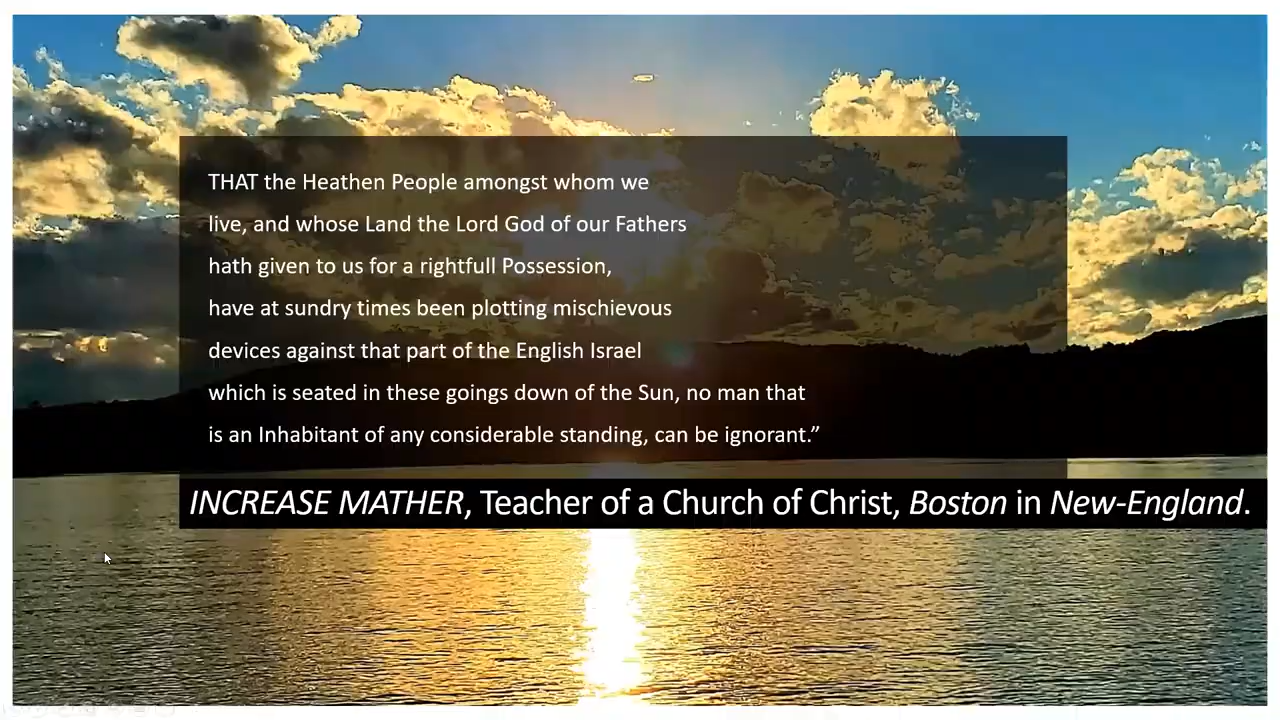 THAT the Heathen People amongst whom we
live, and whose Land the Lord God of our Fathers
hath given to us for a rightfull Possession,
have at sundry times been plotting mischievous
devices against that part of the English Israel
which is seated in these goings down of the Sun, no man that
is an Inhabitant of any considerable standing, can be ignorant.”
INCREASE MATHER, Teacher of a Church of Christ, Boston in New-England.